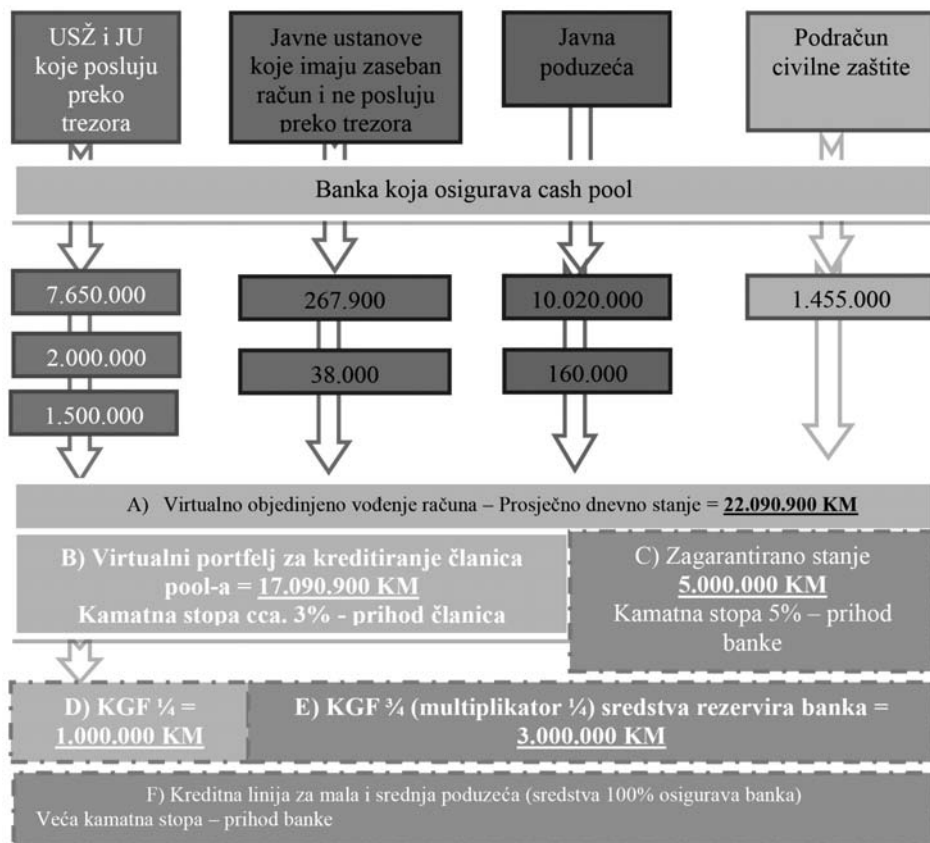 USŽ i JU
koje posluju
preko
trezora
Javne ustanove
koje imaju zaseban
račun i ne posluju
preko trezora
Javna
poduzeća
Podračun
civilne zaštite
Banka koja osigurava cash pool
7.650.000
267.900
10.020.000
1.455.000
2.000.000
38.000
160.000
1.500.000
A) Virtualno objedinjeno vođenje računa – Prosječno dnevno stanje = 22.090.900 KM
B) Virtualni portfelj za kreditiranje članica
pool-a = 17.090.900 KM
Kamatna stopa cca. 3% - prihod članica
C) Zagarantirano stanje
5.000.000 KM
Kamatna stopa 5% – prihod
banke
D) KGF ¼ =
1.000.000 KM
E) KGF ¾ (multiplikator ¼) sredstva rezervira banka =
3.000.000 KM
F) Kreditna linija za mala i srednja poduzeća (sredstva 100% osigurava banka)
Veća kamatna stopa – prihod banke